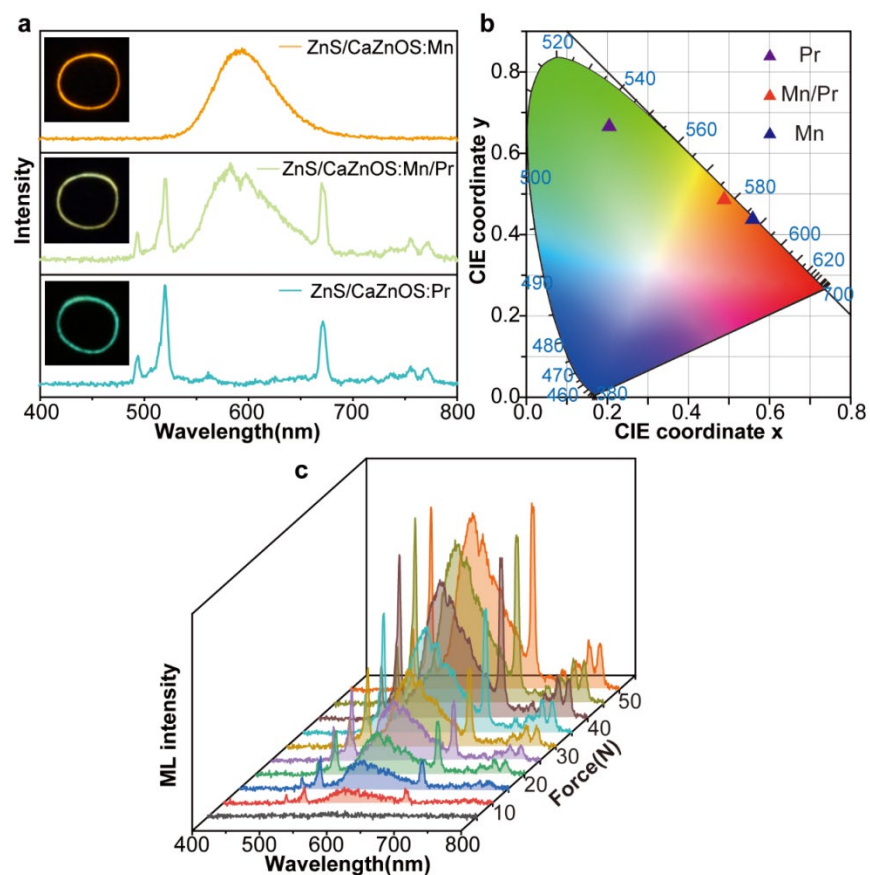 a
ZnS/CaZnOS:Mn
ZnS/CaZnOS:Mn/Pr
ZnS/CaZnOS:Pr
Intensity
400 500 600 700 800
Wavelength(nm)
b
Pr
Mn/Pr
Mn
520
540
560
580
600
620
700
500
490
480
470
460
380
0.8
0.6
0.4
0.2
0.0
0.0 0.2 0.4 0.6 0.8
CIE coordinate y
CIE coordinate x
c
ML intensity
400 500 600 700 800
Wavelength(nm)
10
20
30
40
50
Force(N)